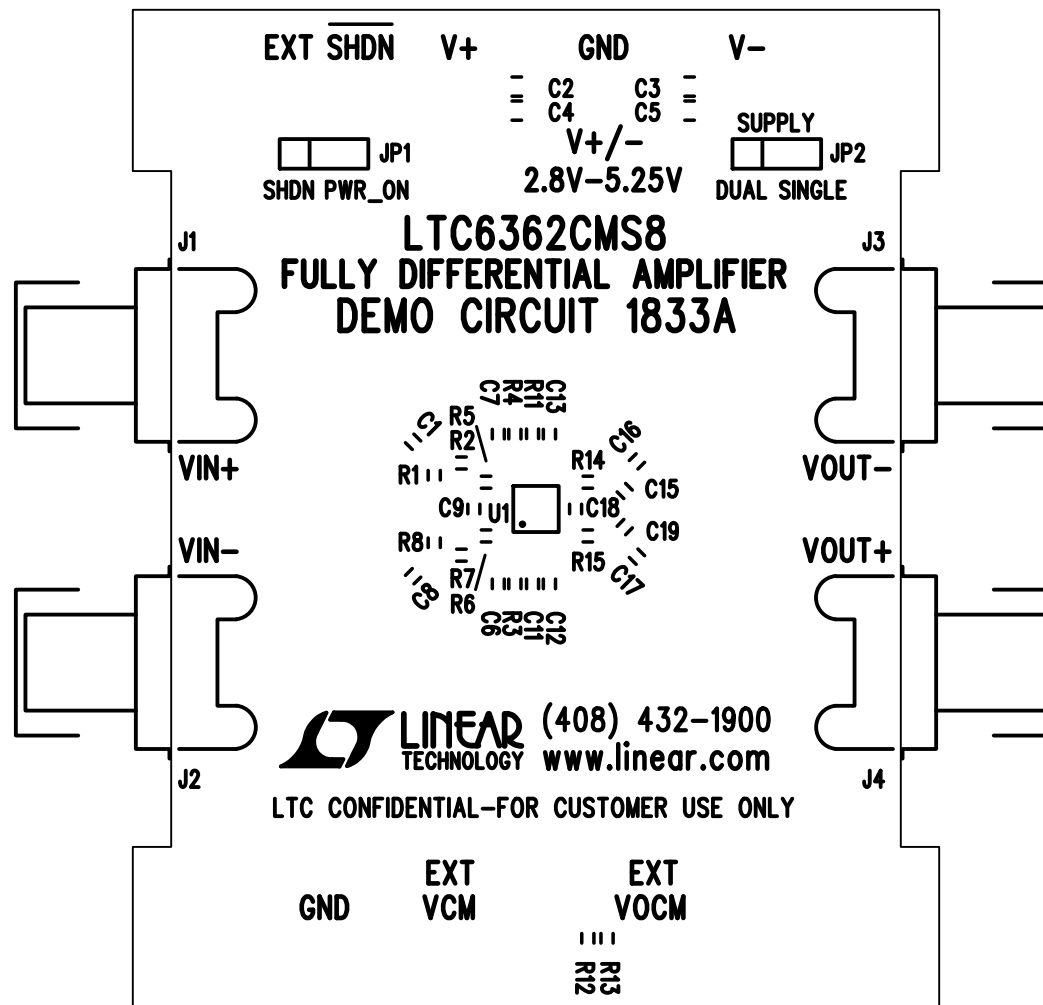 EXT SHDN V+ GND V-
C2 C3
C4 C5
V+/-
2.8V-5.25V
JP1
SHDN PWR_ON
SUPPLY
JP2
DUAL SINGLE
LTC6362CMS8
FULLY DIFFERENTIAL AMPLIFIER
DEMO CIRCUIT 1833A
J1
J3
VIN+
VOUT-
VIN-
VOUT+
C7 R4 R11 C13
C1
R5
R2
R1
C9
U1
R8
C8
R7
R6
C16
R14
C15
C18
C19
R15
C17
C6 R3 C11 C12
LINEAR
TECHNOLOGY
(408) 432-1900
www.linear.com
J2
J4
LTC CONFIDENTIAL-FOR CUSTOMER USE ONLY
GND
EXT
VCM
EXT
VOCM
R12 R13